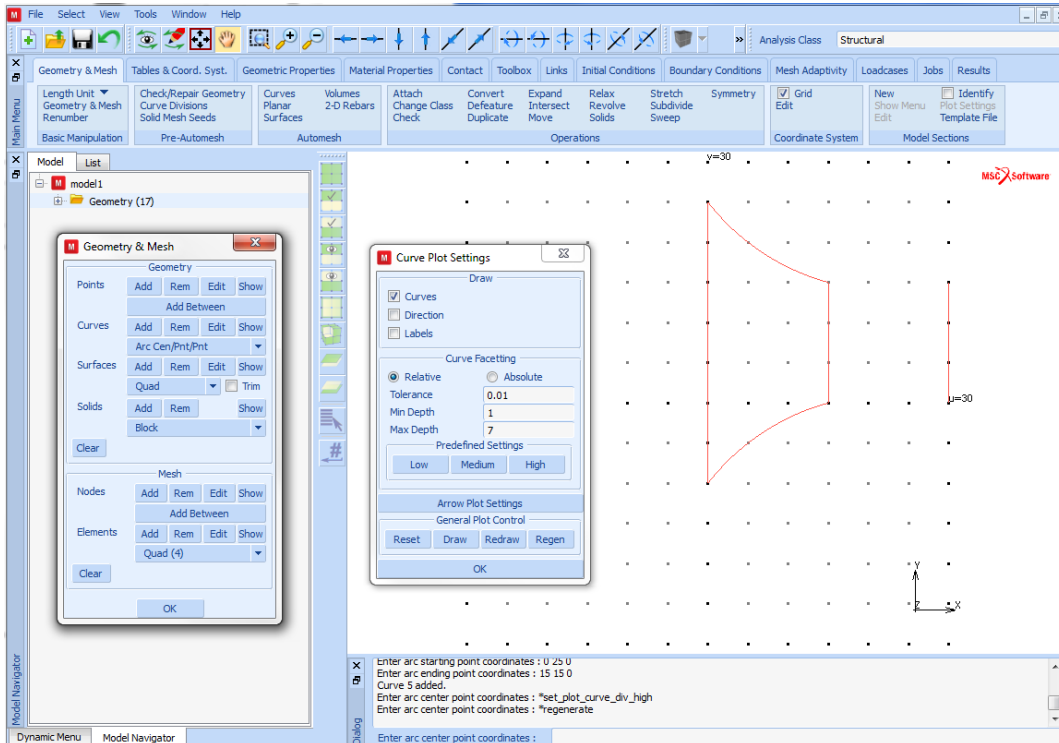 File Select View Tools Window Help
» Analysis Class Structural
Geometry & Mesh Tables & Coord. Syst. Geometric Properties Material Properties Contact Toolbox Links Initial Conditions Boundary Conditions Mesh Adaptivity Loadcases Jobs Results
Main Menu
Length Unit
Geometry & Mesh
Renumber
Basic Manipulation
Check/Repair Geometry
Curve Divisions
Solid Mesh Seeds
Pre-Automesh
Curves Volumes
Planar 2-D Rebars
Surfaces
Automesh
Attach Convert Expand Relax Stretch Symmetry
Change Class Defeature Intersect Revolve Subdivide
Check Duplicate Move Solids Sweep
Operations
Grid
Edit
Coordinate System
New Identify
Show Menu Plot Settings
Edit Template File
Model Sections
Model List
model1
Geometry (17)
Geometry & Mesh
Geometry
Points Add Rem Edit Show
Add Between
Curves Add Rem Edit Show
Arc Cen/Pnt/Pnt
Surfaces Add Rem Edit Show
Quad Trim
Solids Add Rem Show
Block
Clear
Mesh
Nodes Add Rem Edit Show
Add Between
Elements Add Rem Edit Show
Quad (4)
Clear
OK
Curve Plot Settings
Draw
Curves
Direction
Labels
Curve Facetting
Relative Absolute
Tolerance 0.01
Min Depth 1
Max Depth 7
Predefined Settings
Low Medium High
Arrow Plot Settings
General Plot Control
Reset Draw Redraw Regen
OK
v=30
MSC Software
u=30
Y
Z X
Model Navigator
Dynamic Menu Model Navigator
Dialog
Enter arc starting point coordinates : 0 25 0
Enter arc ending point coordinates : 15 15 0
Curve 5 added.
Enter arc center point coordinates : *set_plot_curve_div_high
Enter arc center point coordinates : *regenerate
Enter arc center point coordinates :